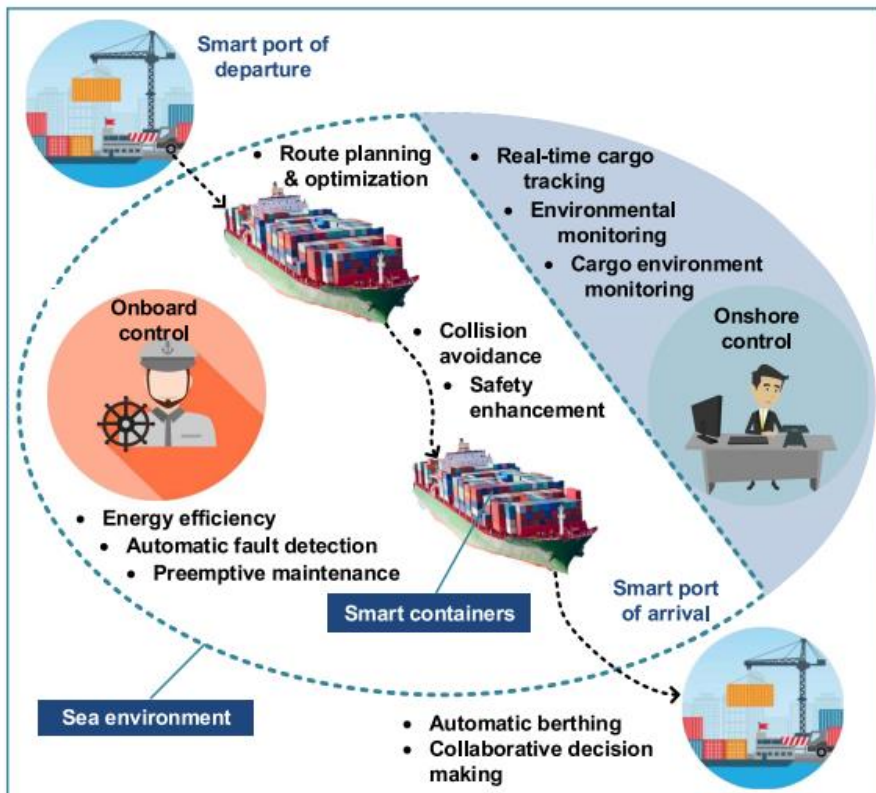 Smart port of
departure
• Route planning
& optimization
• Real-time cargo
tracking
• Environmental
monitoring
• Cargo environment
monitoring
Onboard
control
Onshore
control
• Collision
avoidance
• Safety
enhancement
• Energy efficiency
• Automatic fault detection
• Preemptive maintenance
Smart containers
Smart port
of arrival
Sea environment
• Automatic berthing
• Collaborative decision
making